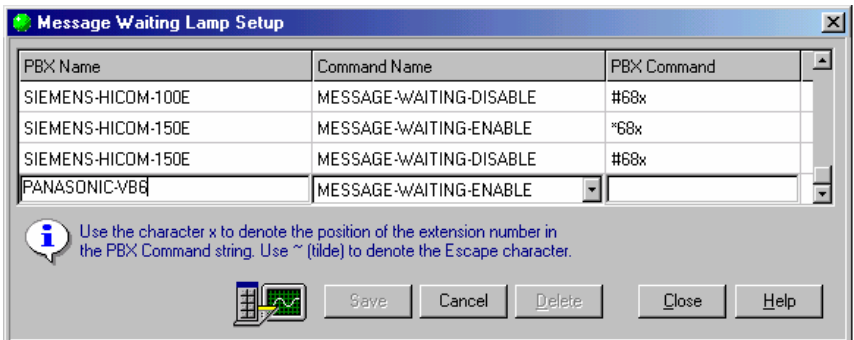 Message Waiting Lamp Setup
PBX Name Command Name PBX Command
SIEMENS-HICOM-100E MESSAGE-WAITING-DISABLE #68x
SIEMENS-HICOM-150E MESSAGE-WAITING-ENABLE *68x
SIEMENS-HICOM-150E MESSAGE-WAITING-DISABLE #68x
PANASONIC-VB6 MESSAGE-WAITING-ENABLE
Use the character x to denote the position of the extension number in
the PBX Command string. Use ~ (tilde) to denote the Escape character.
Save Cancel Delete Close Help